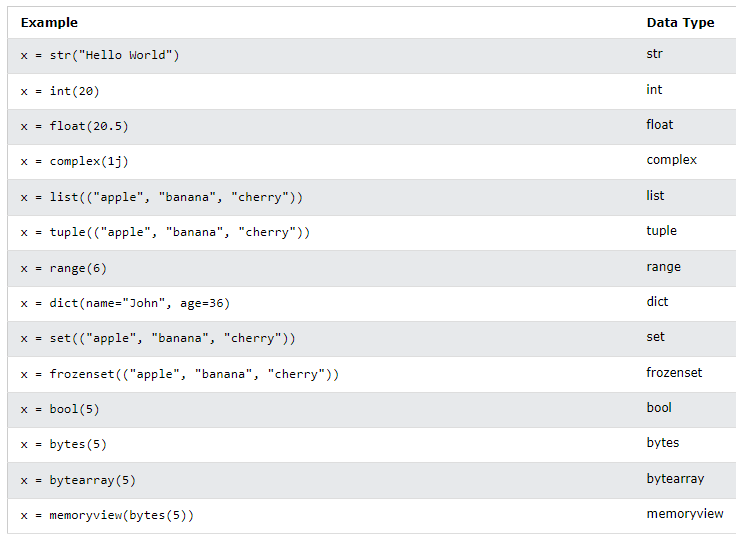 Example Data Type
x = str("Hello World") str
x = int(20) int
x = float(20.5) float
x = complex(1j) complex
x = list(("apple", "banana", "cherry")) list
x = tuple(("apple", "banana", "cherry")) tuple
x = range(6) range
x = dict(name="John", age=36) dict
x = set(("apple", "banana", "cherry")) set
x = frozenset(("apple", "banana", "cherry")) frozenset
x = bool(5) bool
x = bytes(5) bytes
x = bytearray(5) bytearray
x = memoryview(bytes(5)) memoryview